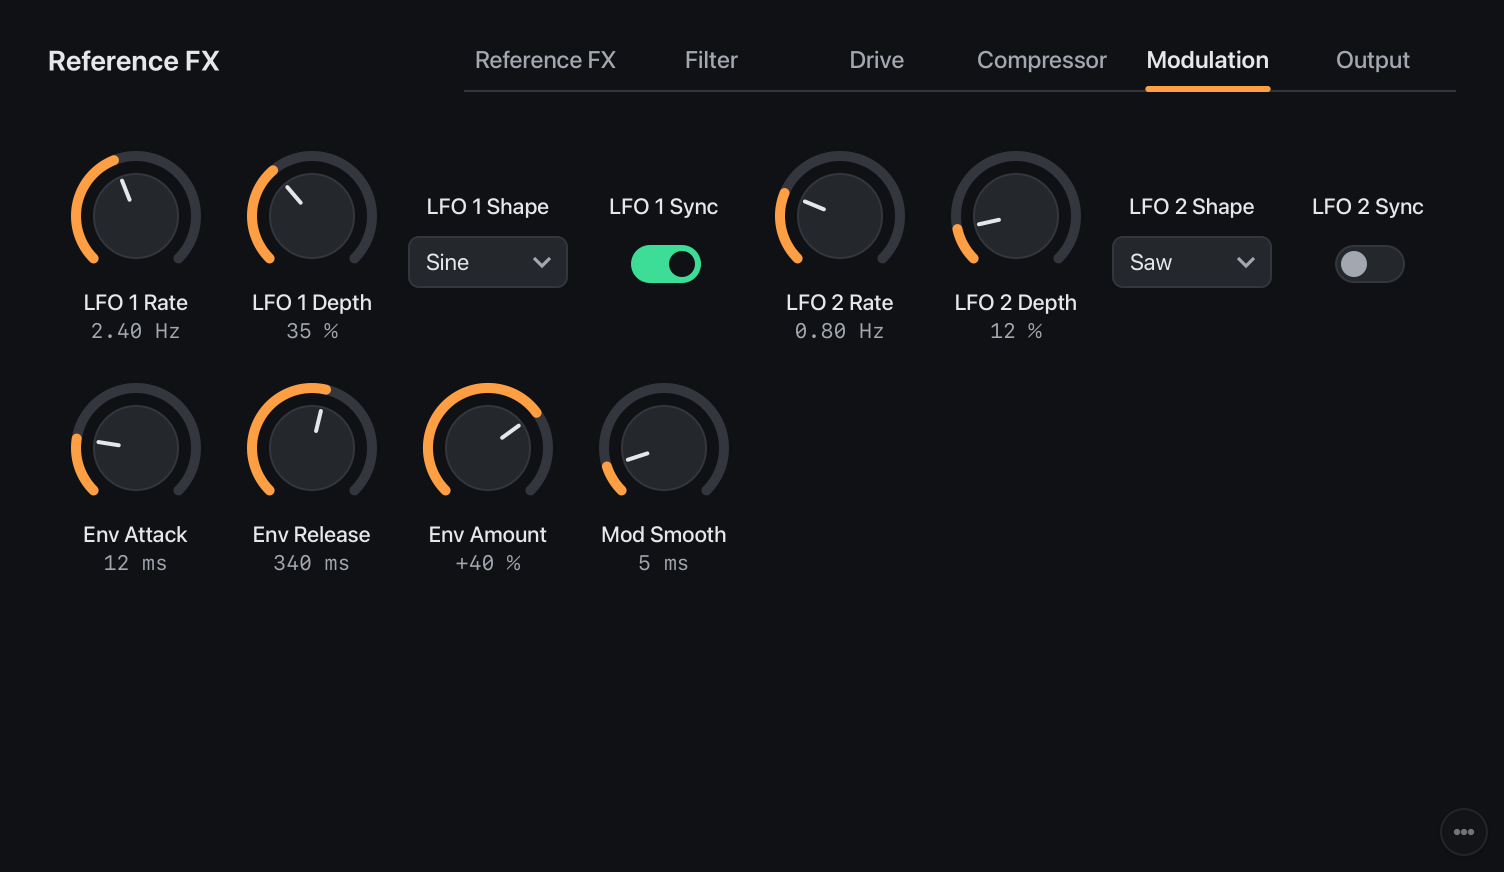 Reference FX
Reference FX Filter Drive Compressor Modulation Output
LFO 1 Shape LFO 1 Sync LFO 2 Shape LFO 2 Sync
Sine Saw
LFO 1 Rate LFO 1 Depth LFO 2 Rate LFO 2 Depth
2.40 Hz 35 % 0.80 Hz 12 %
Env Attack Env Release Env Amount Mod Smooth
12 ms 340 ms +40 % 5 ms